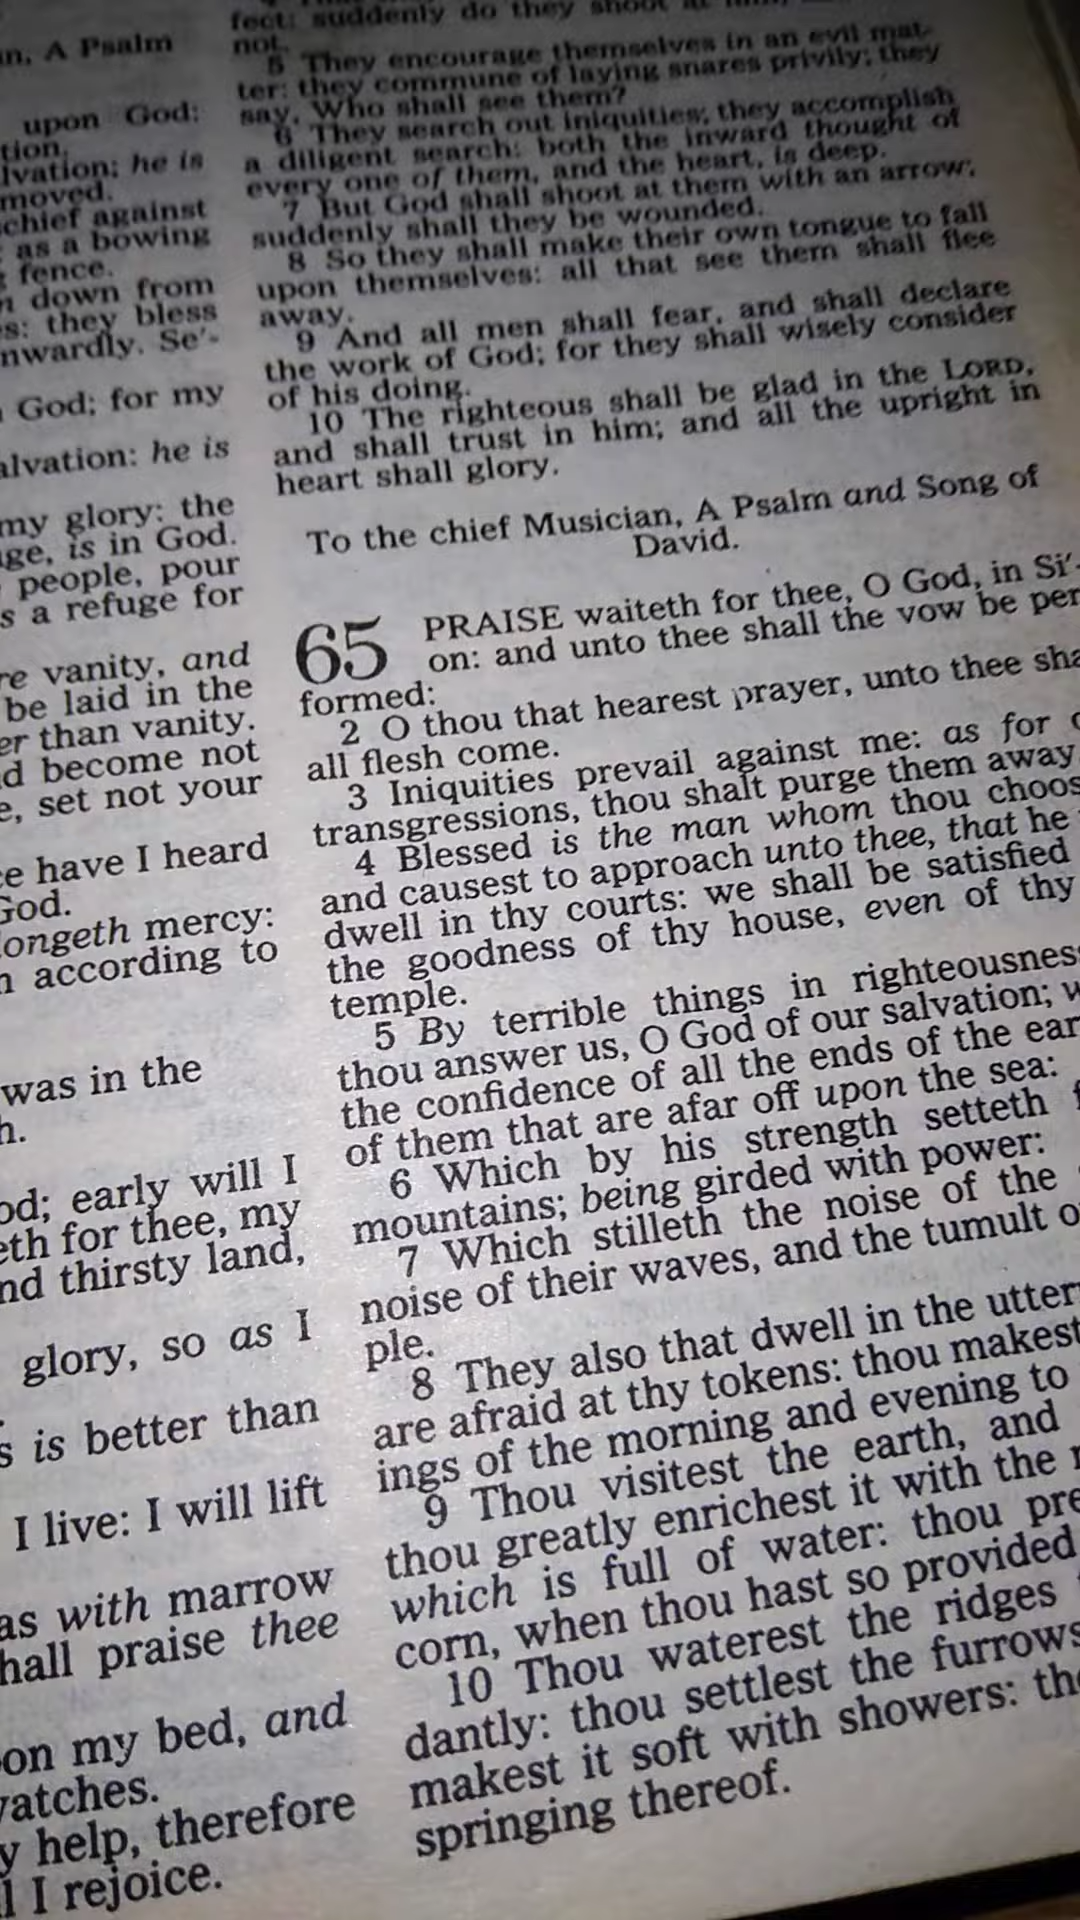 n, A Psalm
upon God:
tion.
lvation; he is
moved.
chief against
as a bowing
fence.
n down from
s: they bless
nwardly. Se'-
God; for my
alvation: he is
my glory: the
ge, is in God.
people, pour
s a refuge for
re vanity, and
be laid in the
er than vanity.
d become not
e, set not your
ce have I heard
God.
longeth mercy:
n according to
was in the
h.
od; early will I
eth for thee, my
nd thirsty land,
glory, so as I
s is better than
I live: I will lift
as with marrow
hall praise thee
on my bed, and
vatches.
y help, therefore
l I rejoice.
fect: suddenly do they shoot at
not.
5 They encourage themselves in an evil mat-
ter: they commune of laying snares privily; they
say, Who shall see them?
6 They search out iniquities; they accomplish
a diligent search: both the inward thought of
every one of them, and the heart, is deep.
7 But God shall shoot at them with an arrow;
suddenly shall they be wounded.
8 So they shall make their own tongue to fall
upon themselves: all that see them shall flee
away.
9 And all men shall fear, and shall declare
the work of God; for they shall wisely consider
of his doing.
10 The righteous shall be glad in the LORD,
and shall trust in him; and all the upright in
heart shall glory.
To the chief Musician, A Psalm and Song of
David.
65 PRAISE waiteth for thee, O God, in Si'-
on: and unto thee shall the vow be per
formed:
2 O thou that hearest prayer, unto thee sha
all flesh come.
3 Iniquities prevail against me: as for o
transgressions, thou shalt purge them away
4 Blessed is the man whom thou choos
and causest to approach unto thee, that he
dwell in thy courts: we shall be satisfied
the goodness of thy house, even of thy
temple.
5 By terrible things in righteousness
thou answer us, O God of our salvation; w
the confidence of all the ends of the ear
of them that are afar off upon the sea:
6 Which by his strength setteth f
mountains; being girded with power:
7 Which stilleth the noise of the
noise of their waves, and the tumult o
ple.
8 They also that dwell in the utter
are afraid at thy tokens: thou makest
ings of the morning and evening to
9 Thou visitest the earth, and
thou greatly enrichest it with the r
which is full of water: thou pre
corn, when thou hast so provided
10 Thou waterest the ridges
dantly: thou settlest the furrows
makest it soft with showers: the
springing thereof.